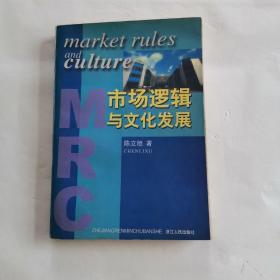 market rules
and
culture
MRC
市场逻辑
与文化发展
陈立旭 著
CHENLIXU
ZHEJIANGRENMINCHUBANSHE 浙江人民出版社